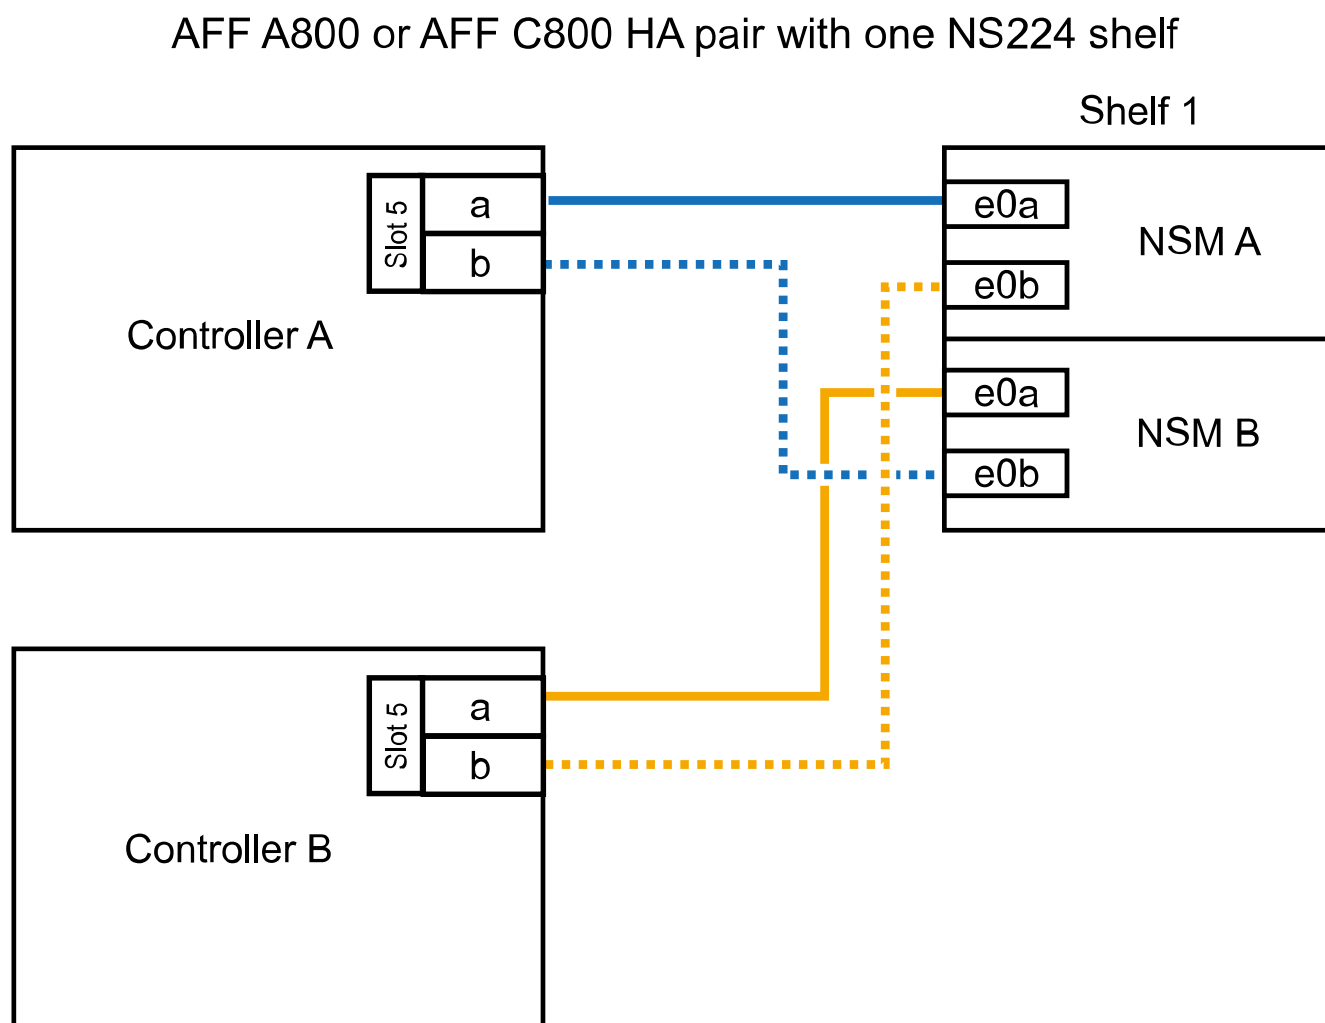 AFF A800 or AFF C800 HA pair with one NS224 shelf
Shelf 1
Slot 5
a
b
Controller A
e0a
e0b
NSM A
e0a
e0b
NSM B
Slot 5
a
b
Controller B